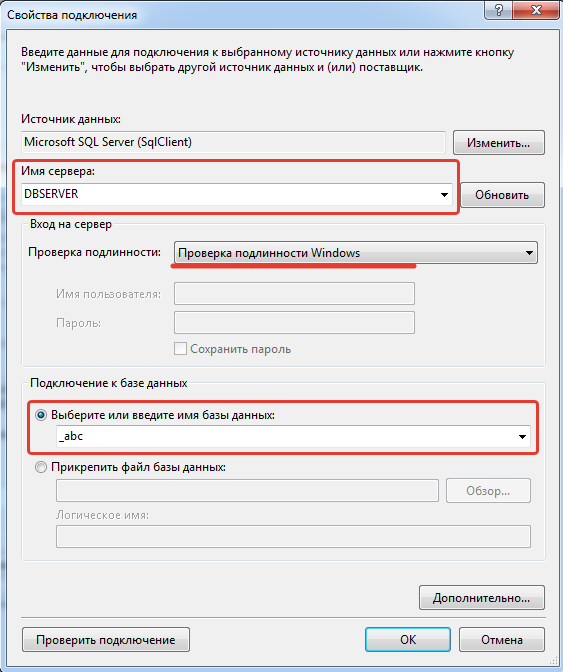 Свойства подключения
Введите данные для подключения к выбранному источнику данных или нажмите кнопку
"Изменить", чтобы выбрать другой источник данных и (или) поставщик.
Источник данных:
Microsoft SQL Server (SqlClient)
Изменить...
Имя сервера:
DBSERVER
Обновить
Вход на сервер
Проверка подлинности:
Проверка подлинности Windows
Имя пользователя:
Пароль:
Сохранить пароль
Подключение к базе данных
Выберите или введите имя базы данных:
_abc
Прикрепить файл базы данных:
Обзор...
Логическое имя:
Дополнительно...
Проверить подключение
ОК
Отмена